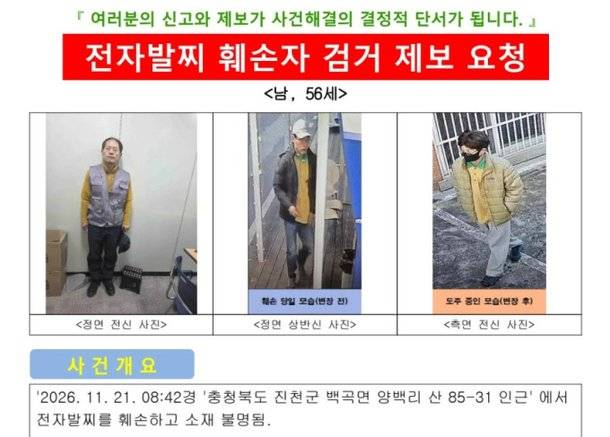 『 여러분의 신고와 제보가 사건해결의 결정적 단서가 됩니다. 』
전자발찌 훼손자 검거 제보 요청
<남, 56세>
훼손 당일 모습(변장 전)
도주 중인 모습(변장 후)
<정면 전신 사진>
<정면 상반신 사진>
<측면 전신 사진>
사 건 개 요
'2026. 11. 21. 08:42경 '충청북도 진천군 백곡면 양백리 산 85-31 인근' 에서
전자발찌를 훼손하고 소재 불명됨.